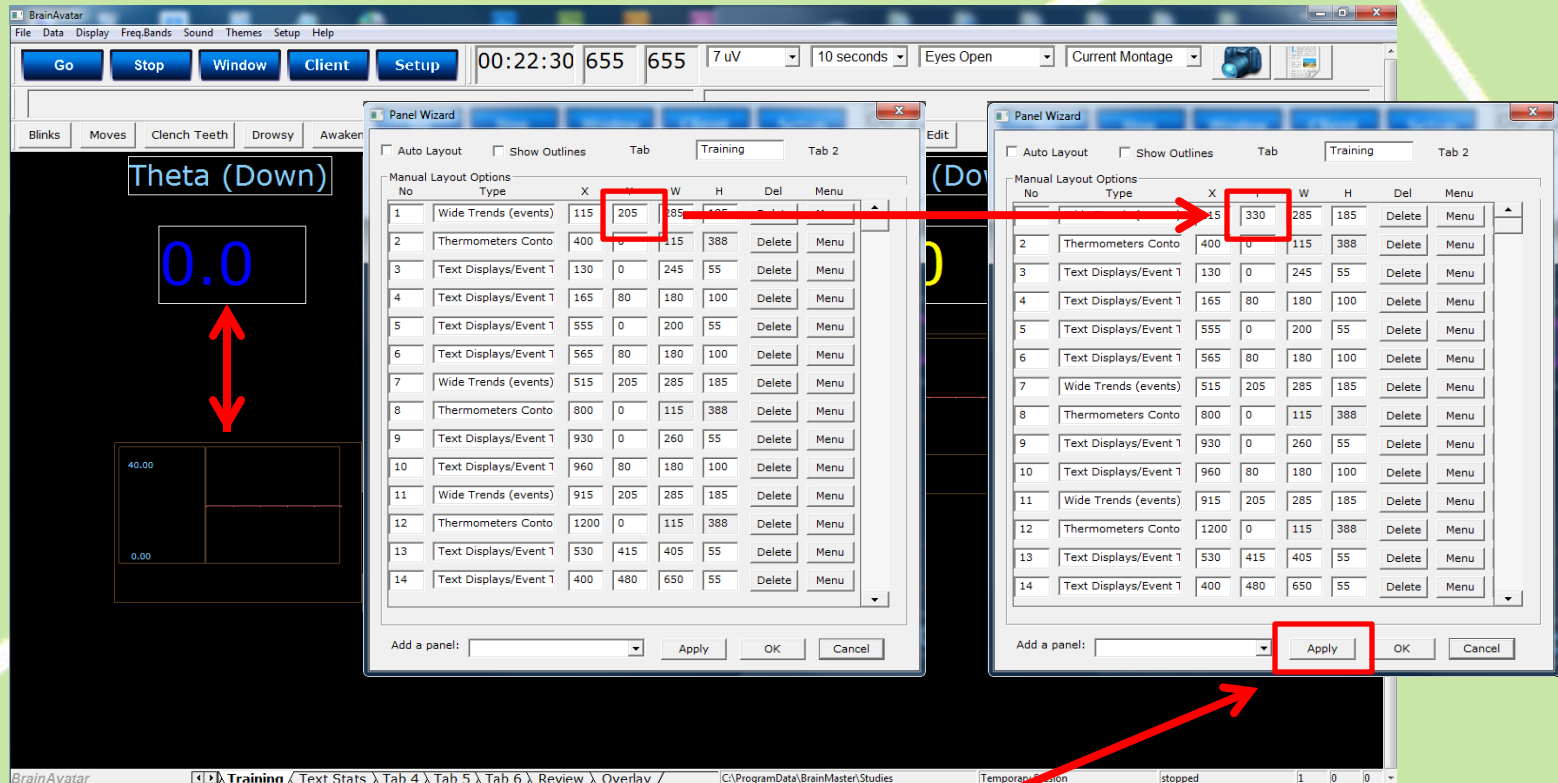 BrainAvatar
File Data Display Freq.Bands Sound Themes Setup Help
Go Stop Window Client Setup 00:22:30 655 655 7 uV 10 seconds Eyes Open Current Montage
Blinks Moves Clench Teeth Drowsy Edit
Theta (Down)
0.0
40.00
0.00
Panel Wizard
Auto Layout Show Outlines Tab Training Tab 2
Manual Layout Options
No Type X W H Del Menu
1 Wide Trends (events) 115 205 285
2 Thermometers Conto 400 0 115 388 Delete Menu
3 Text Displays/Event T 130 0 245 55 Delete Menu
4 Text Displays/Event T 165 80 180 100 Delete Menu
5 Text Displays/Event T 555 0 200 55 Delete Menu
6 Text Displays/Event T 565 80 180 100 Delete Menu
7 Wide Trends (events) 515 205 285 185 Delete Menu
8 Thermometers Conto 800 0 115 388 Delete Menu
9 Text Displays/Event T 930 0 260 55 Delete Menu
10 Text Displays/Event T 960 80 180 100 Delete Menu
11 Wide Trends (events) 915 205 285 185 Delete Menu
12 Thermometers Conto 1200 0 115 388 Delete Menu
13 Text Displays/Event T 530 415 405 55 Delete Menu
14 Text Displays/Event T 400 480 650 55 Delete Menu
Add a panel: Apply OK Cancel
Panel Wizard
Auto Layout Show Outlines Tab Training Tab 2
Manual Layout Options
No Type X W H Del Menu
330 285 185 Delete Menu
2 Thermometers Conto 400 0 115 388 Delete Menu
3 Text Displays/Event T 130 0 245 55 Delete Menu
4 Text Displays/Event T 165 80 180 100 Delete Menu
5 Text Displays/Event T 555 0 200 55 Delete Menu
6 Text Displays/Event T 565 80 180 100 Delete Menu
7 Wide Trends (events) 515 205 285 185 Delete Menu
8 Thermometers Conto 800 0 115 388 Delete Menu
9 Text Displays/Event T 930 0 260 55 Delete Menu
10 Text Displays/Event T 960 80 180 100 Delete Menu
11 Wide Trends (events) 915 205 285 185 Delete Menu
12 Thermometers Conto 1200 0 115 388 Delete Menu
13 Text Displays/Event T 530 415 405 55 Delete Menu
14 Text Displays/Event T 400 480 650 55 Delete Menu
Add a panel: Apply OK Cancel
BrainAvatar Training Text Stats Tab 4 Tab 5 Tab 6 Review Overlay C:\ProgramData\BrainMaster\Studies Temporary stopped 1 0 0